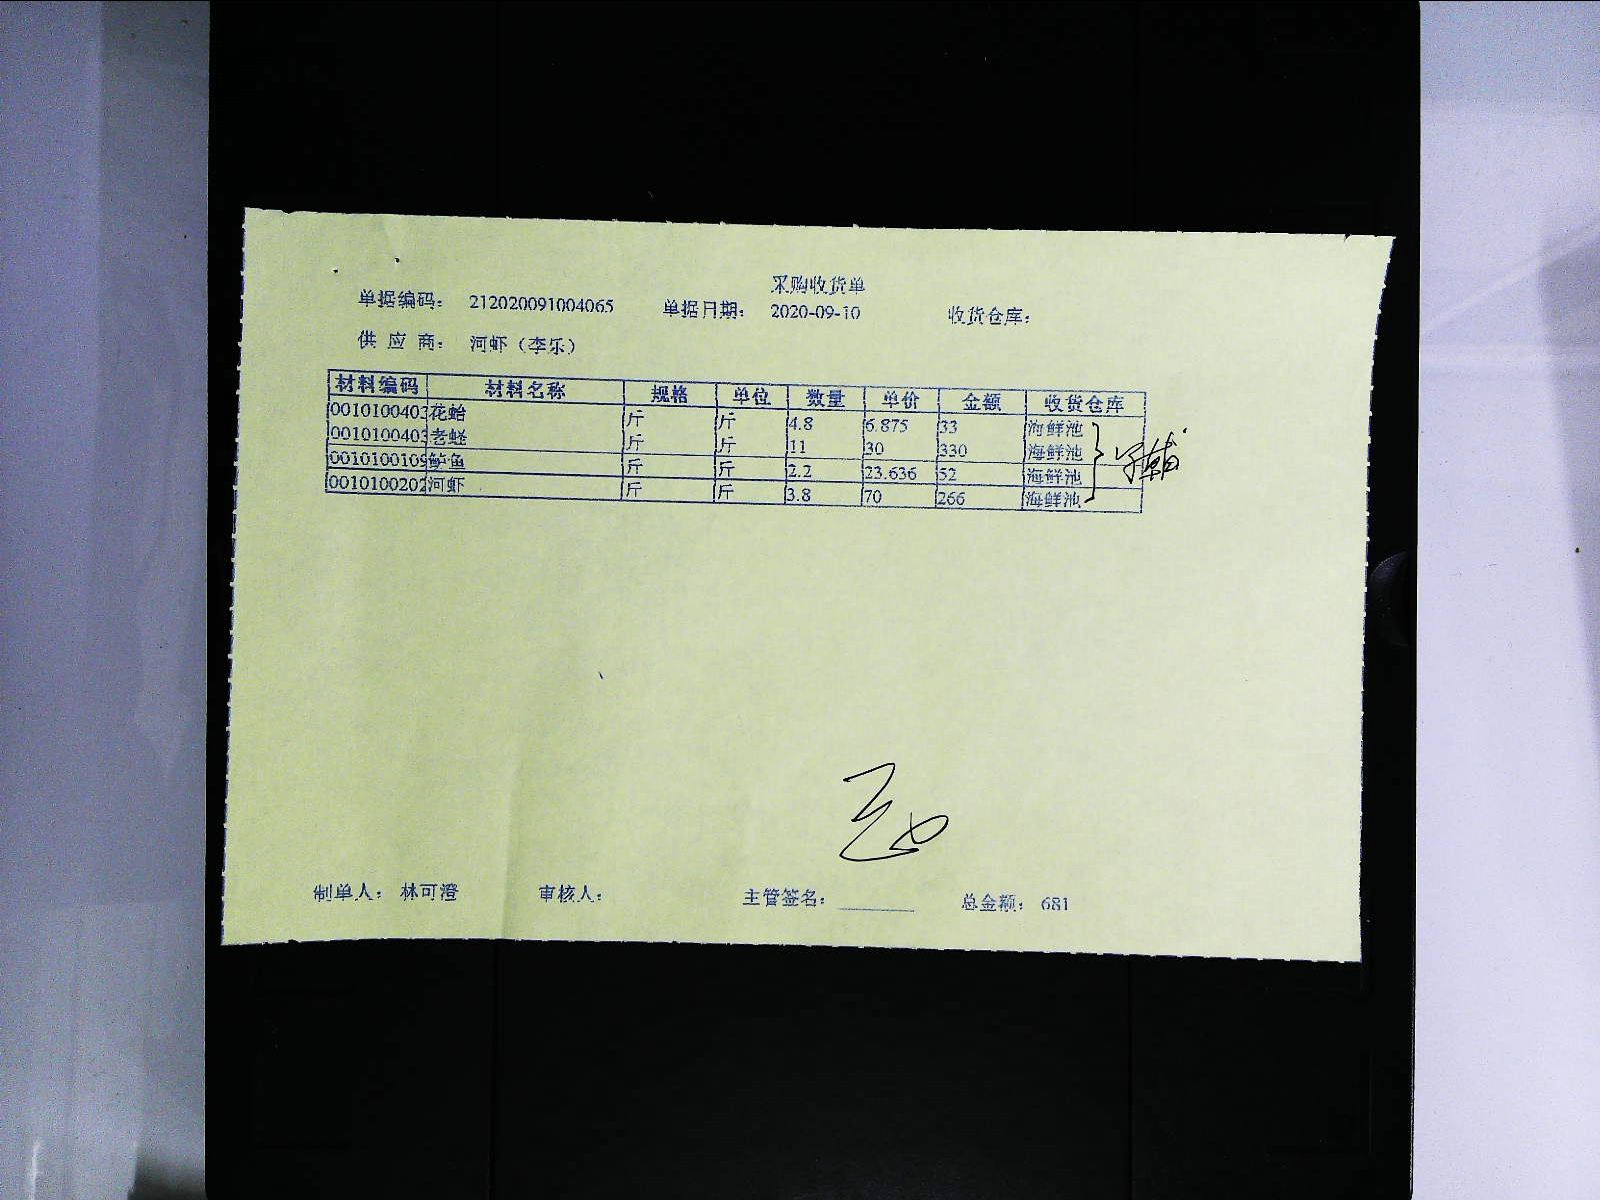 采购收货单
单据编码： 212020091004065 单据日期： 2020-09-10 收货仓库：
供 应 商： 河虾（李乐）
材料编码 材料名称 规格 单位 数量 单价 金额 收货仓库
0010100403 花蛤 斤 斤 4.8 6.875 33 海鲜池
0010100403 老蛏 斤 斤 11 30 330 海鲜池
0010100109 鲈鱼 斤 斤 2.2 23.636 52 海鲜池
0010100202 河虾 斤 斤 3.8 70 266 海鲜池
制单人： 林可澄 审核人： 主管签名： 总金额： 681